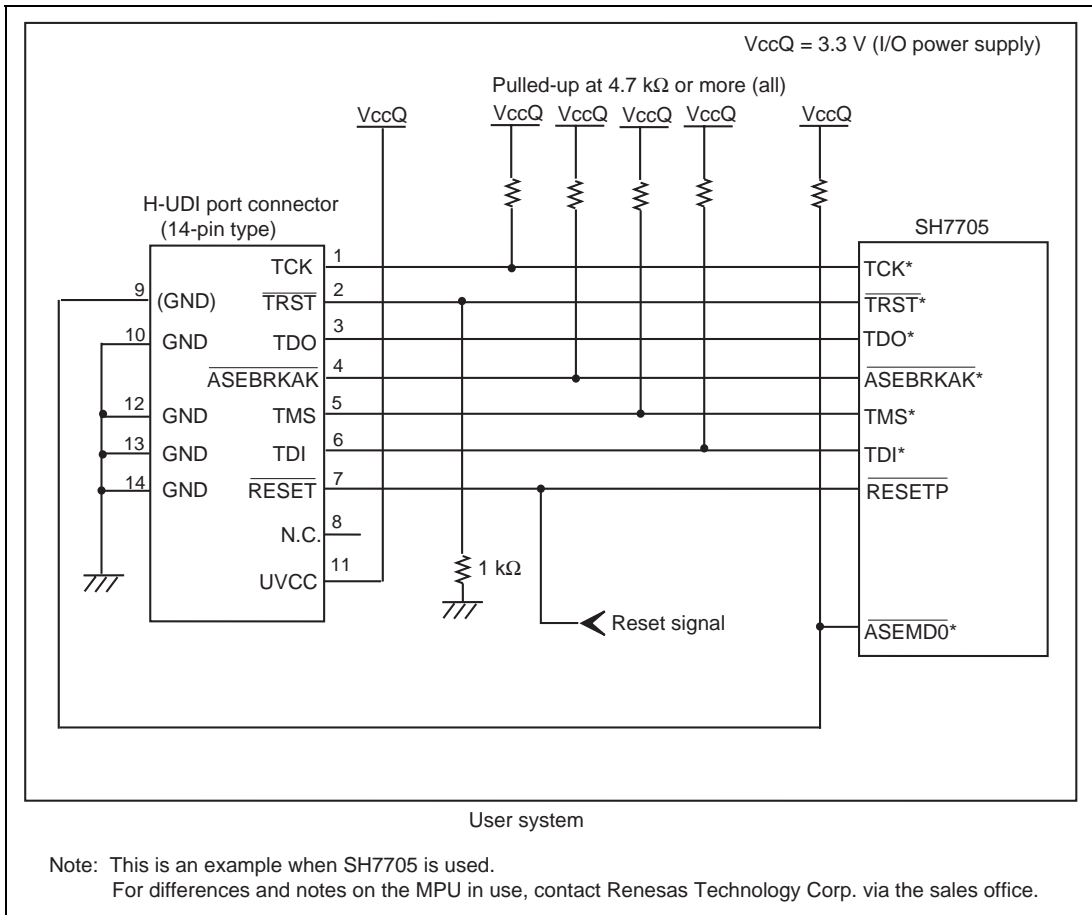 VccQ = 3.3 V (I/O power supply)
Pulled-up at 4.7 kΩ or more (all)
VccQ VccQ VccQ VccQ VccQ VccQ
H-UDI port connector
(14-pin type)
SH7705
TCK 1 TCK*
9 (GND) TRST 2 TRST*
10 GND TDO 3 TDO*
ASEBRKAK 4 ASEBRKAK*
12 GND TMS 5 TMS*
13 GND TDI 6 TDI*
14 GND RESET 7 RESETP
N.C. 8
UVCC 11
1 kΩ
Reset signal
ASEMD0*
User system
Note: This is an example when SH7705 is used.
For differences and notes on the MPU in use, contact Renesas Technology Corp. via the sales office.